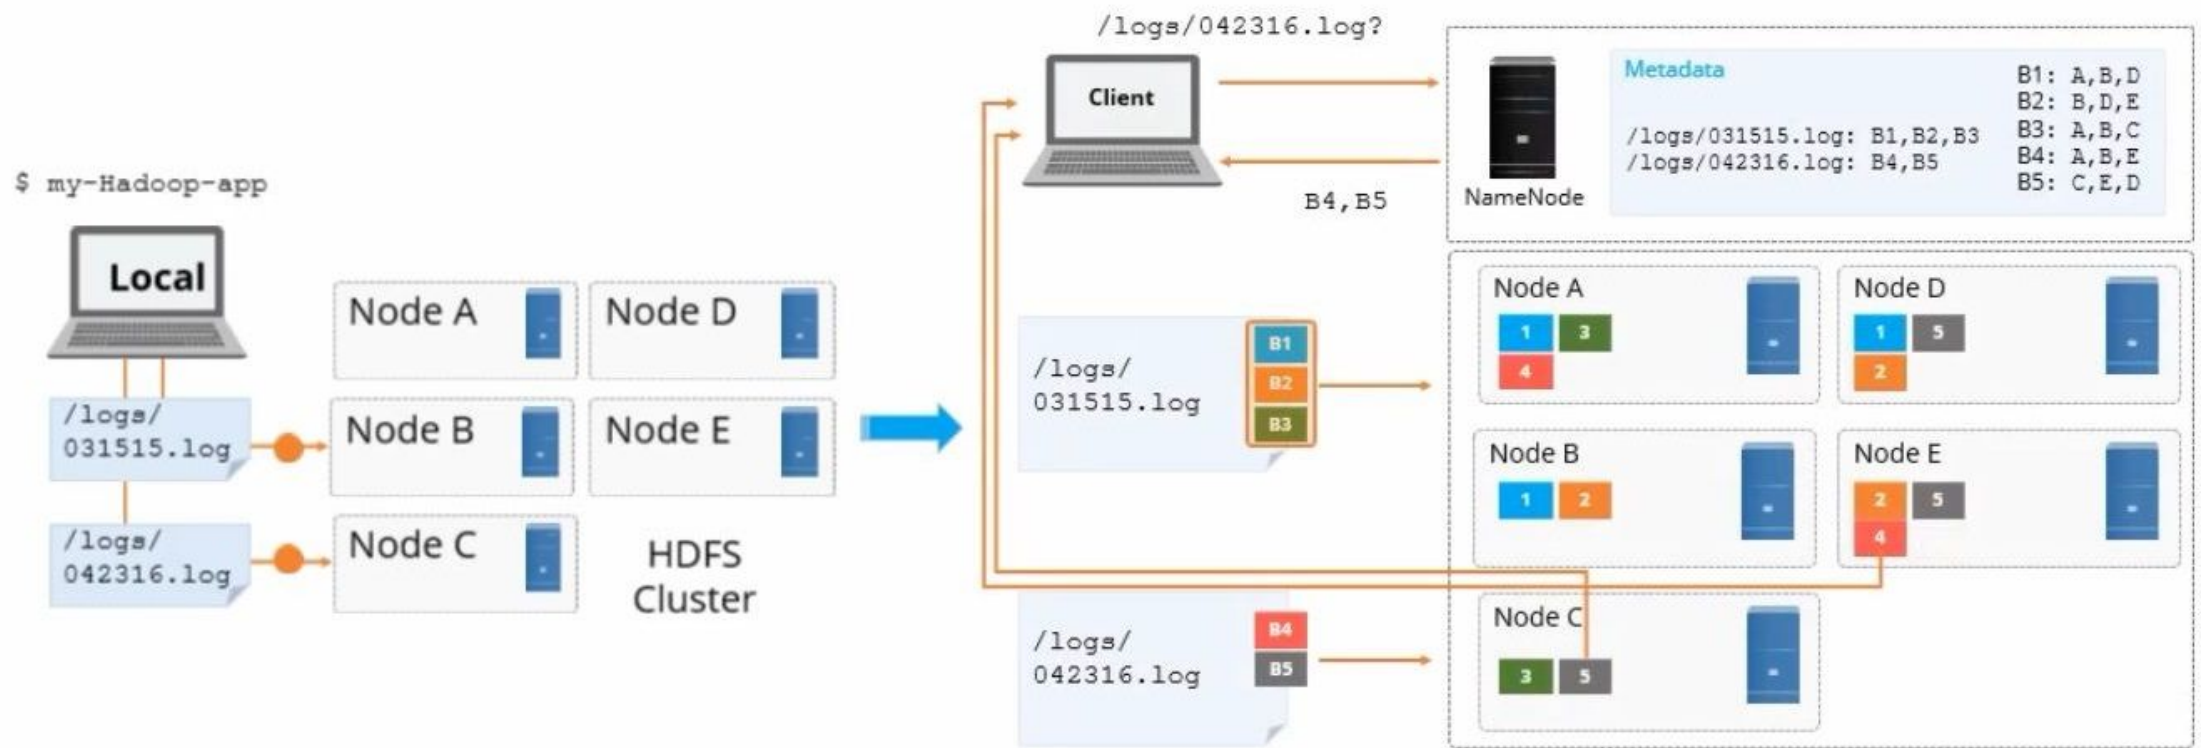 $ my-Hadoop-app
Local
/logs/
031515.log
/logs/
042316.log
Node A
Node D
Node B
Node E
Node C
HDFS
Cluster
/logs/042316.log?
Client
B4,B5
NameNode
Metadata
/logs/031515.log: B1,B2,B3
/logs/042316.log: B4,B5
B1: A,B,D
B2: B,D,E
B3: A,B,C
B4: A,B,E
B5: C,E,D
/logs/
031515.log
B1
B2
B3
/logs/
042316.log
B4
B5
Node A
1 3
4
Node D
1 5
2
Node B
1 2
Node E
2 5
4
Node C
3 5